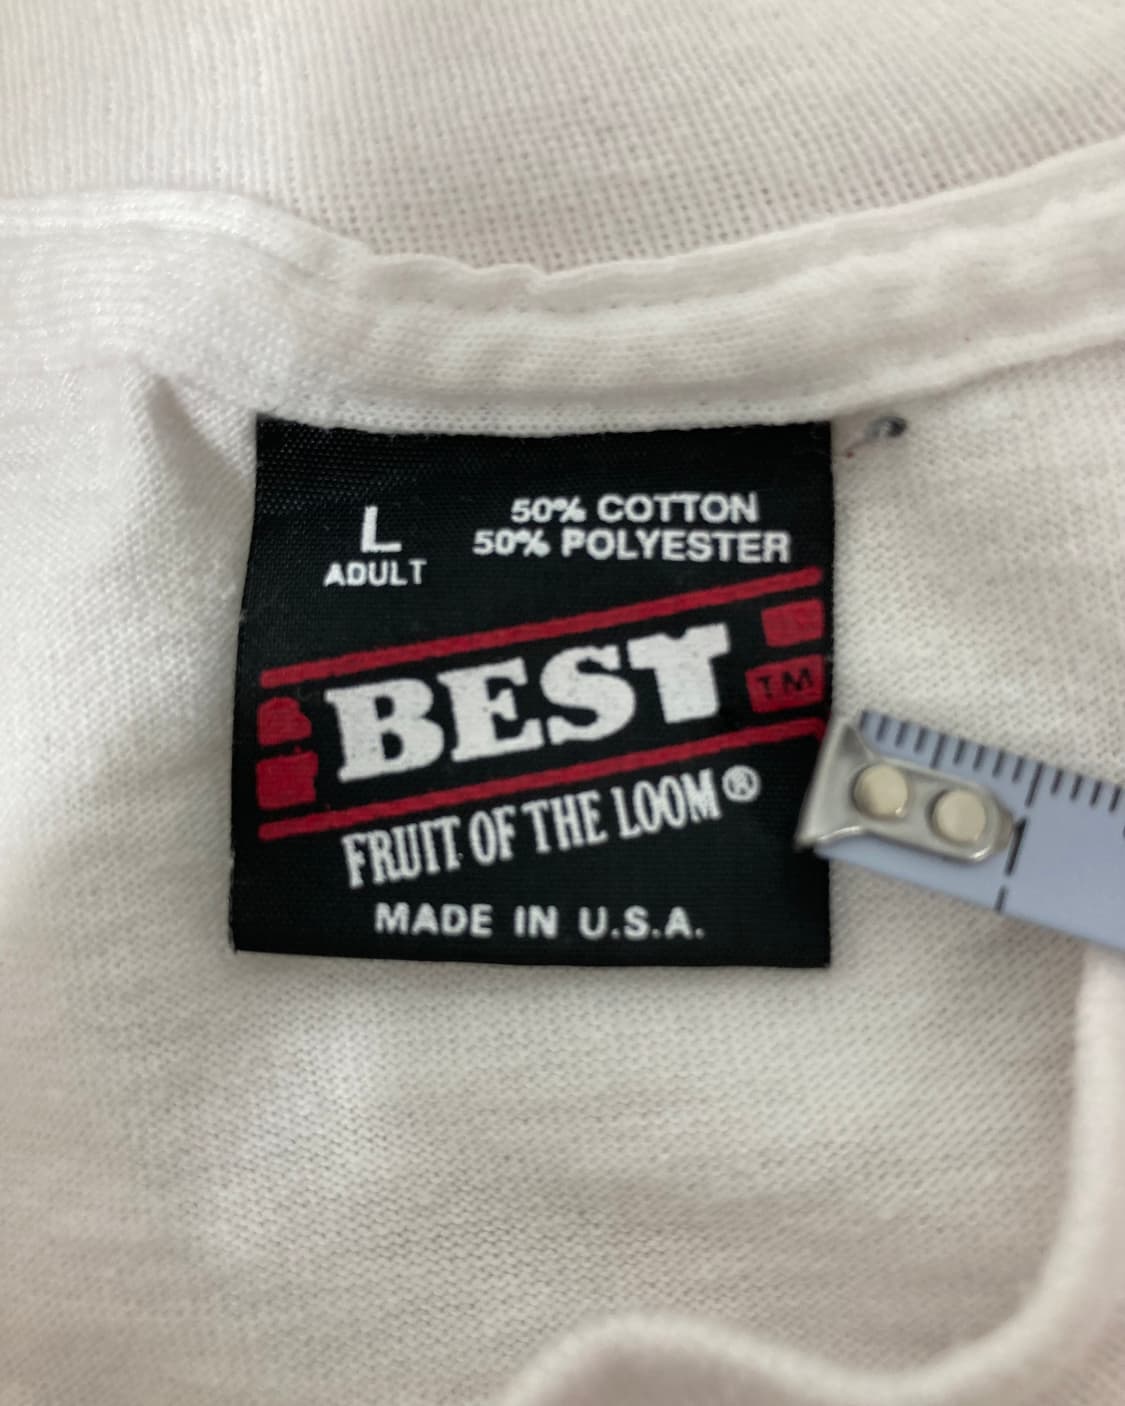 L
ADULT
50% COTTON
50% POLYESTER
BEST
TM
FRUIT OF THE LOOM®
MADE IN U.S.A.